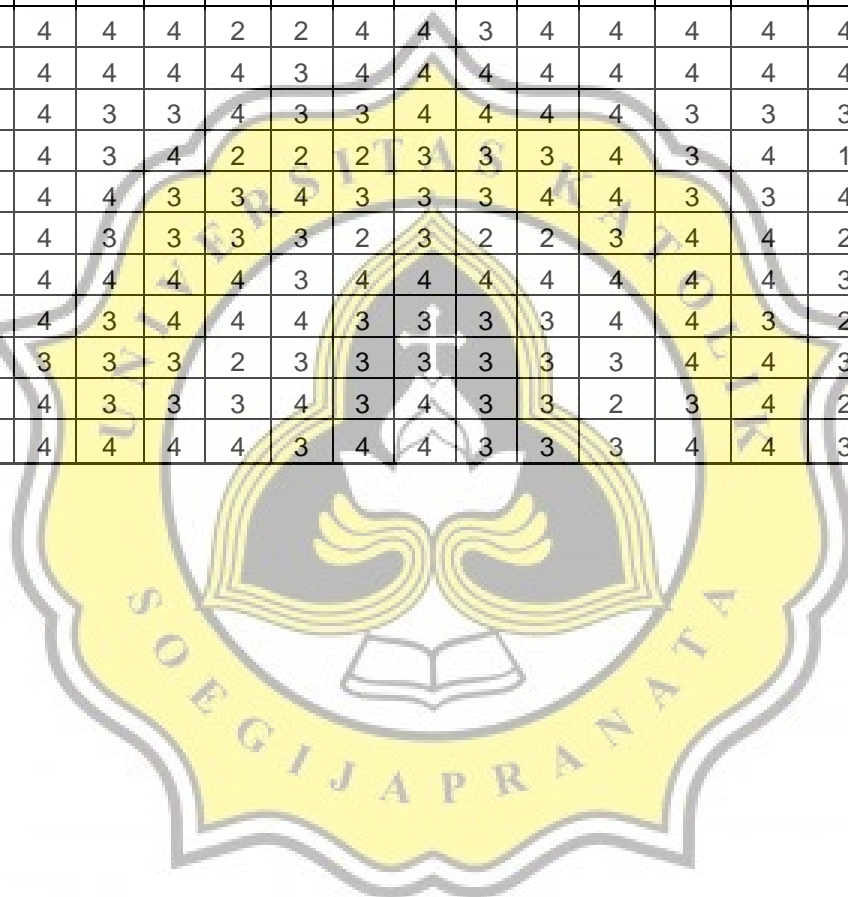 4 4 4 2 2 4 4 3 4 4 4 4 4
4 4 4 4 3 4 4 4 4 4 4 4 4
4 3 3 4 3 3 4 4 4 4 3 3 3
4 3 4 2 2 2 3 3 3 4 3 4 1
4 4 3 3 4 3 3 3 4 4 3 3 4
4 3 3 3 3 2 3 2 2 3 4 4 2
4 4 4 4 3 4 4 4 4 4 4 4 3
4 3 4 4 4 3 3 3 3 4 4 3 2
3 3 3 2 3 3 3 3 3 3 4 4 3
4 3 3 3 4 3 4 3 3 2 3 4 2
4 4 4 4 3 4 4 3 3 3 4 4 3
UNIVERSITAS KATOLIK
SOEGIJAPRANATA